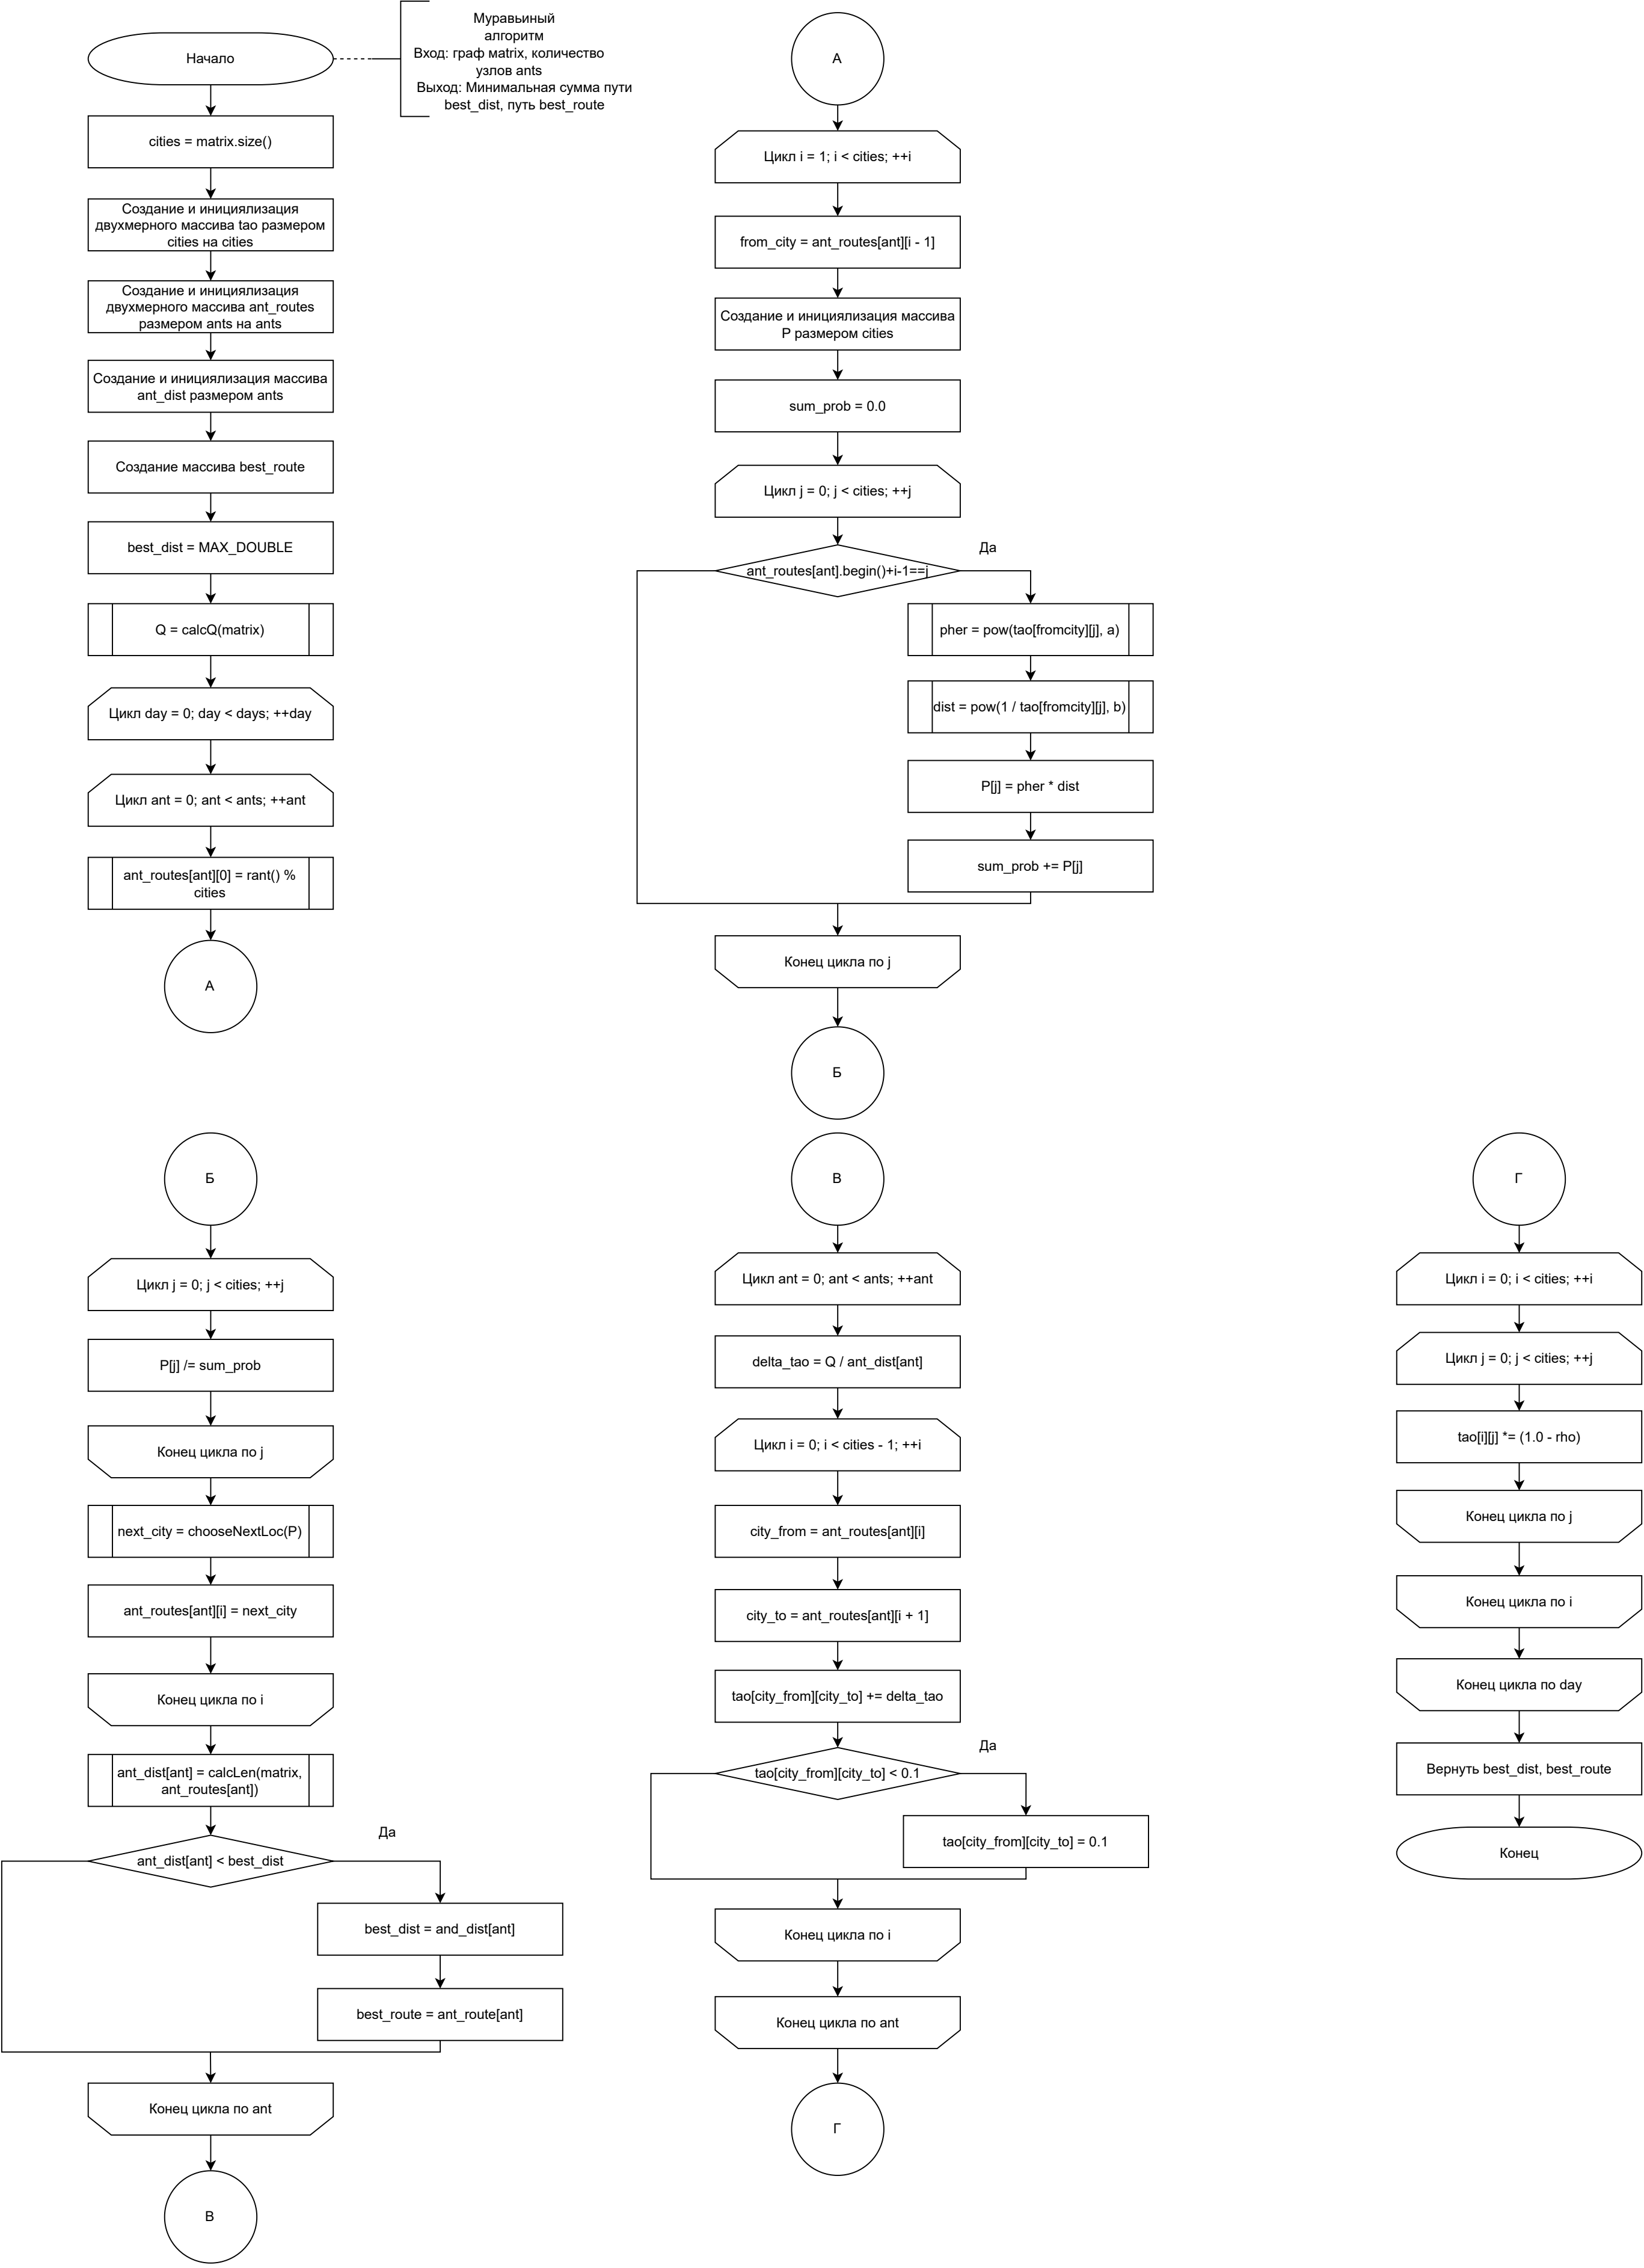 Начало
Муравьиный
алгоритм
Вход: граф matrix, количество
узлов ants
Выход: Минимальная сумма пути
best_dist, путь best_route
cities = matrix.size()
Создание и инициялизация
двухмерного массива tao размером
cities на cities
Создание и инициялизация
двухмерного массива ant_routes
размером ants на ants
Создание и инициялизация массива
ant_dist размером ants
Создание массива best_route
best_dist = MAX_DOUBLE
Q = calcQ(matrix)
Цикл day = 0; day < days; ++day
Цикл ant = 0; ant < ants; ++ant
ant_routes[ant][0] = rant() %
cities
А
А
Цикл i = 1; i < cities; ++i
from_city = ant_routes[ant][i - 1]
Создание и инициялизация массива
P размером cities
sum_prob = 0.0
Цикл j = 0; j < cities; ++j
ant_routes[ant].begin()+i-1==j
Да
pher = pow(tao[fromcity][j], a)
dist = pow(1 / tao[fromcity][j], b)
P[j] = pher * dist
sum_prob += P[j]
Конец цикла по j
Б
Б
Цикл j = 0; j < cities; ++j
P[j] /= sum_prob
Конец цикла по j
next_city = chooseNextLoc(P)
ant_routes[ant][i] = next_city
Конец цикла по i
ant_dist[ant] = calcLen(matrix,
ant_routes[ant])
Да
ant_dist[ant] < best_dist
best_dist = and_dist[ant]
best_route = ant_route[ant]
Конец цикла по ant
В
В
Цикл ant = 0; ant < ants; ++ant
delta_tao = Q / ant_dist[ant]
Цикл i = 0; i < cities - 1; ++i
city_from = ant_routes[ant][i]
city_to = ant_routes[ant][i + 1]
tao[city_from][city_to] += delta_tao
Да
tao[city_from][city_to] < 0.1
tao[city_from][city_to] = 0.1
Конец цикла по i
Конец цикла по ant
Г
Г
Цикл i = 0; i < cities; ++i
Цикл j = 0; j < cities; ++j
tao[i][j] *= (1.0 - rho)
Конец цикла по j
Конец цикла по i
Конец цикла по day
Вернуть best_dist, best_route
Конец